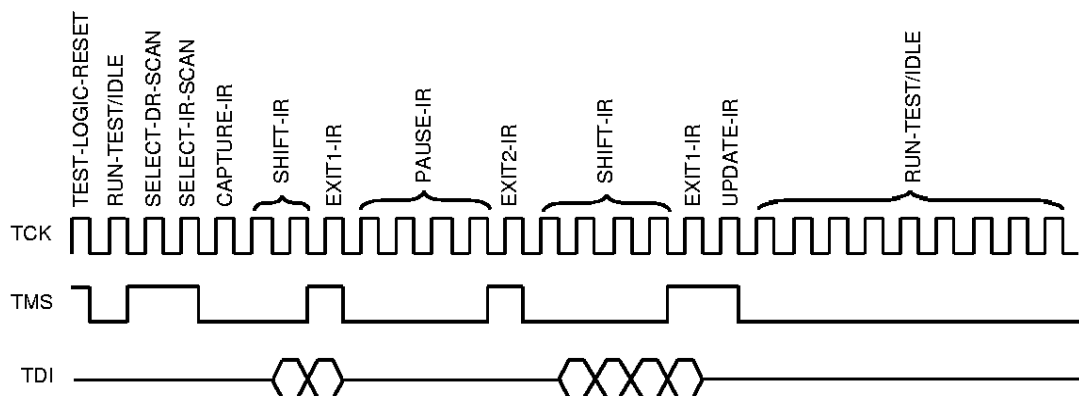 TEST-LOGIC-RESET
RUN-TEST/IDLE
SELECT-DR-SCAN
SELECT-IR-SCAN
CAPTURE-IR
SHIFT-IR
EXIT1-IR
PAUSE-IR
EXIT2-IR
SHIFT-IR
EXIT1-IR
UPDATE-IR
RUN-TEST/IDLE
TCK
TMS
TDI